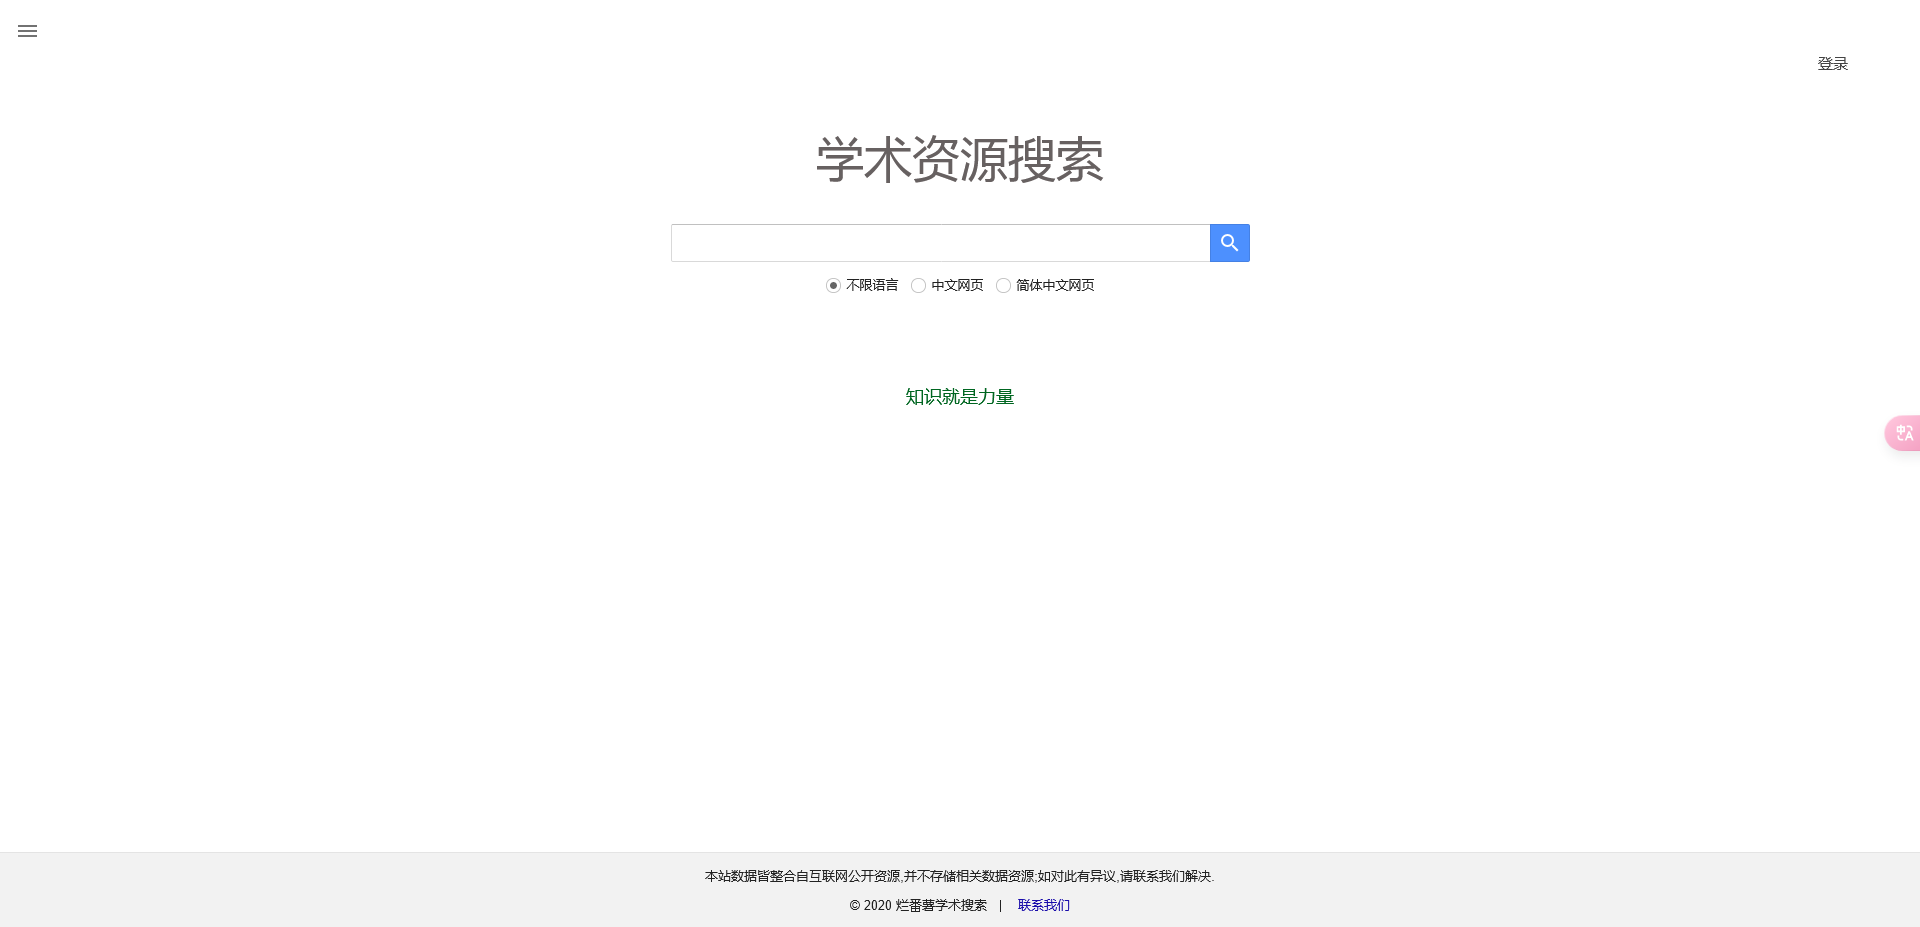 登录
学术资源搜索
不限语言 中文网页 简体中文网页
知识就是力量
中 A
本站数据皆整合自互联网公开资源,并不存储相关数据资源;如对此有异议,请联系我们解决.
© 2020 烂番薯学术搜索 | 联系我们